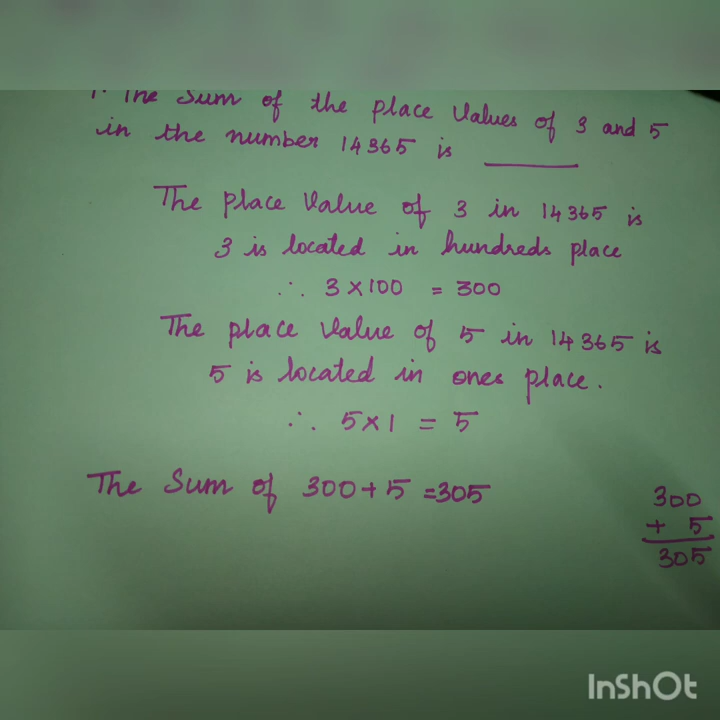 1. The Sum of the place Values of 3 and 5
in the number 14365 is ______
The place Value of 3 in 14365 is
3 is located in hundreds place
∴ 3×100 = 300
The place Value of 5 in 14365 is
5 is located in ones place.
∴ 5×1 = 5
The Sum of 300+5=305
300
+ 5
305
InShOt